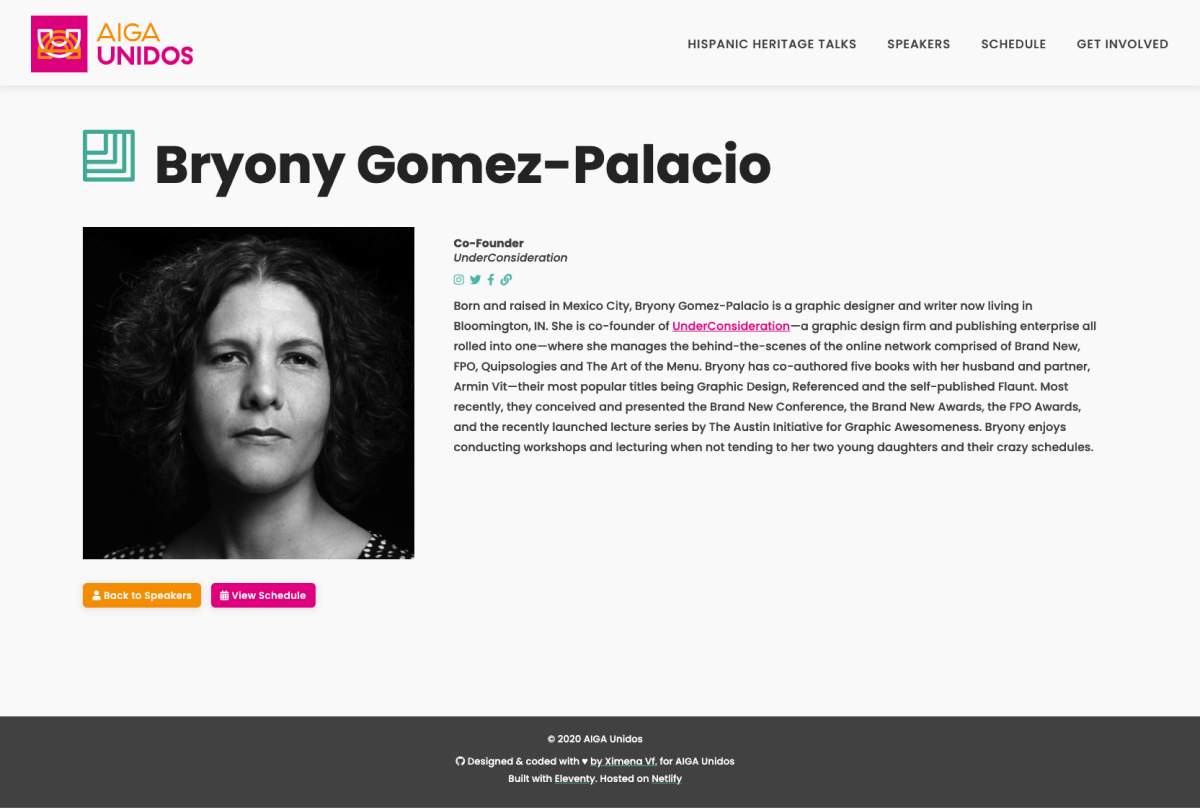 AIGA
UNIDOS
HISPANIC HERITAGE TALKS SPEAKERS SCHEDULE GET INVOLVED
Bryony Gomez-Palacio
Co-Founder
UnderConsideration
Born and raised in Mexico City, Bryony Gomez-Palacio is a graphic designer and writer now living in
Bloomington, IN. She is co-founder of UnderConsideration—a graphic design firm and publishing enterprise all
rolled into one—where she manages the behind-the-scenes of the online network comprised of Brand New,
FPO, Quipsologies and The Art of the Menu. Bryony has co-authored five books with her husband and partner,
Armin Vit—their most popular titles being Graphic Design, Referenced and the self-published Flaunt. Most
recently, they conceived and presented the Brand New Conference, the Brand New Awards, the FPO Awards,
and the recently launched lecture series by The Austin Initiative for Graphic Awesomeness. Bryony enjoys
conducting workshops and lecturing when not tending to her two young daughters and their crazy schedules.
Back to Speakers View Schedule
© 2020 AIGA Unidos
Designed & coded with ♥ by Ximena Vf. for AIGA Unidos
Built with Eleventy. Hosted on Netlify